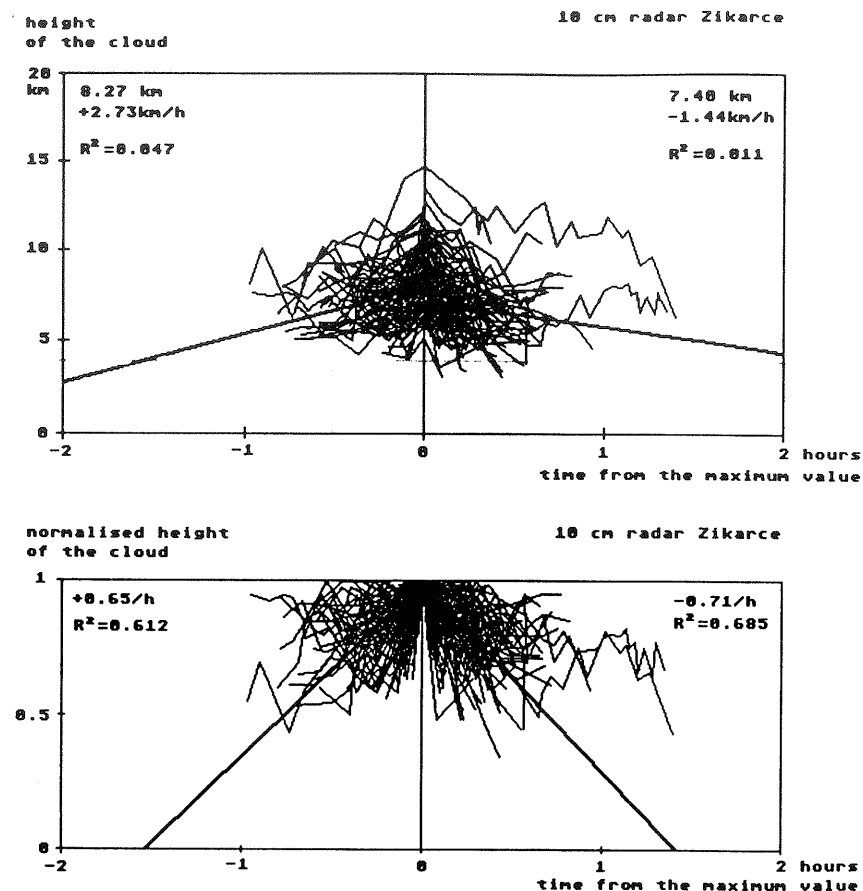 height
of the cloud
10 cm radar Zikarce
20
km
8.27 km
+2.73km/h
R²=0.047
7.40 km
-1.44km/h
R²=0.011
15
10
5
0
-2 -1 0 1 2 hours
time from the maximum value
normalised height
of the cloud
10 cm radar Zikarce
1
+0.65/h
R²=0.612
-0.71/h
R²=0.685
0.5
0
-2 -1 0 1 2 hours
time from the maximum value